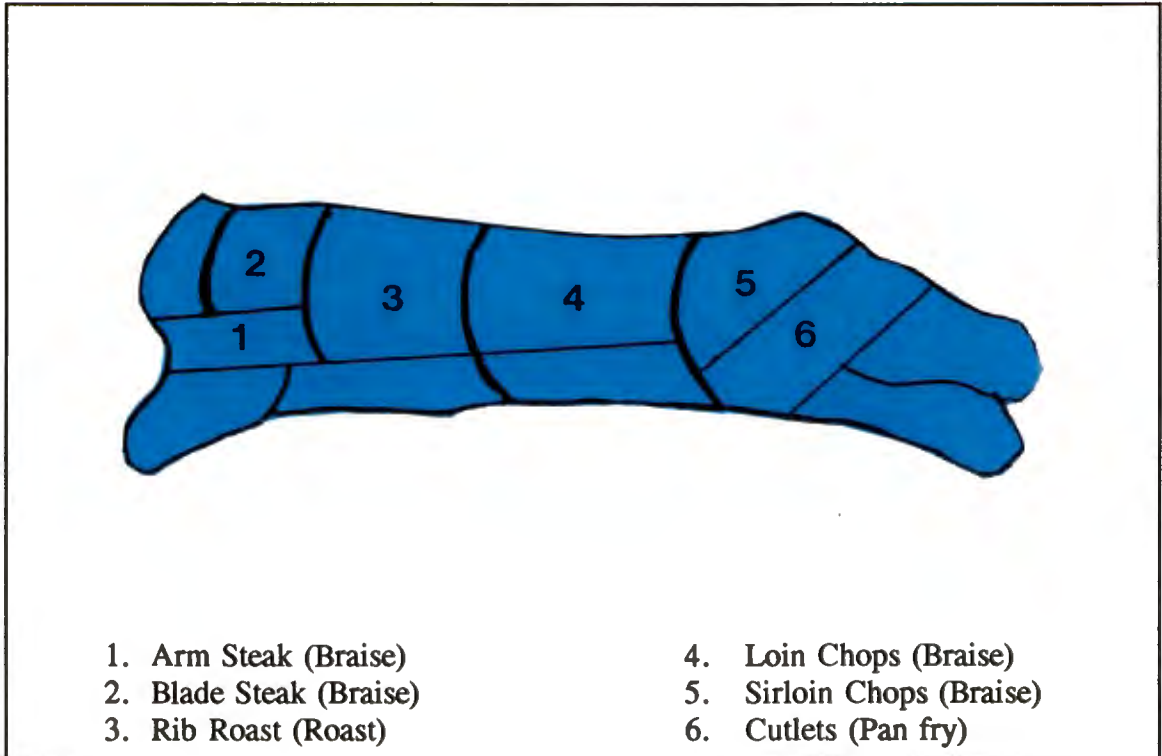 2
3
4
5
1
6
1. Arm Steak (Braise)
2. Blade Steak (Braise)
3. Rib Roast (Roast)
4. Loin Chops (Braise)
5. Sirloin Chops (Braise)
6. Cutlets (Pan fry)